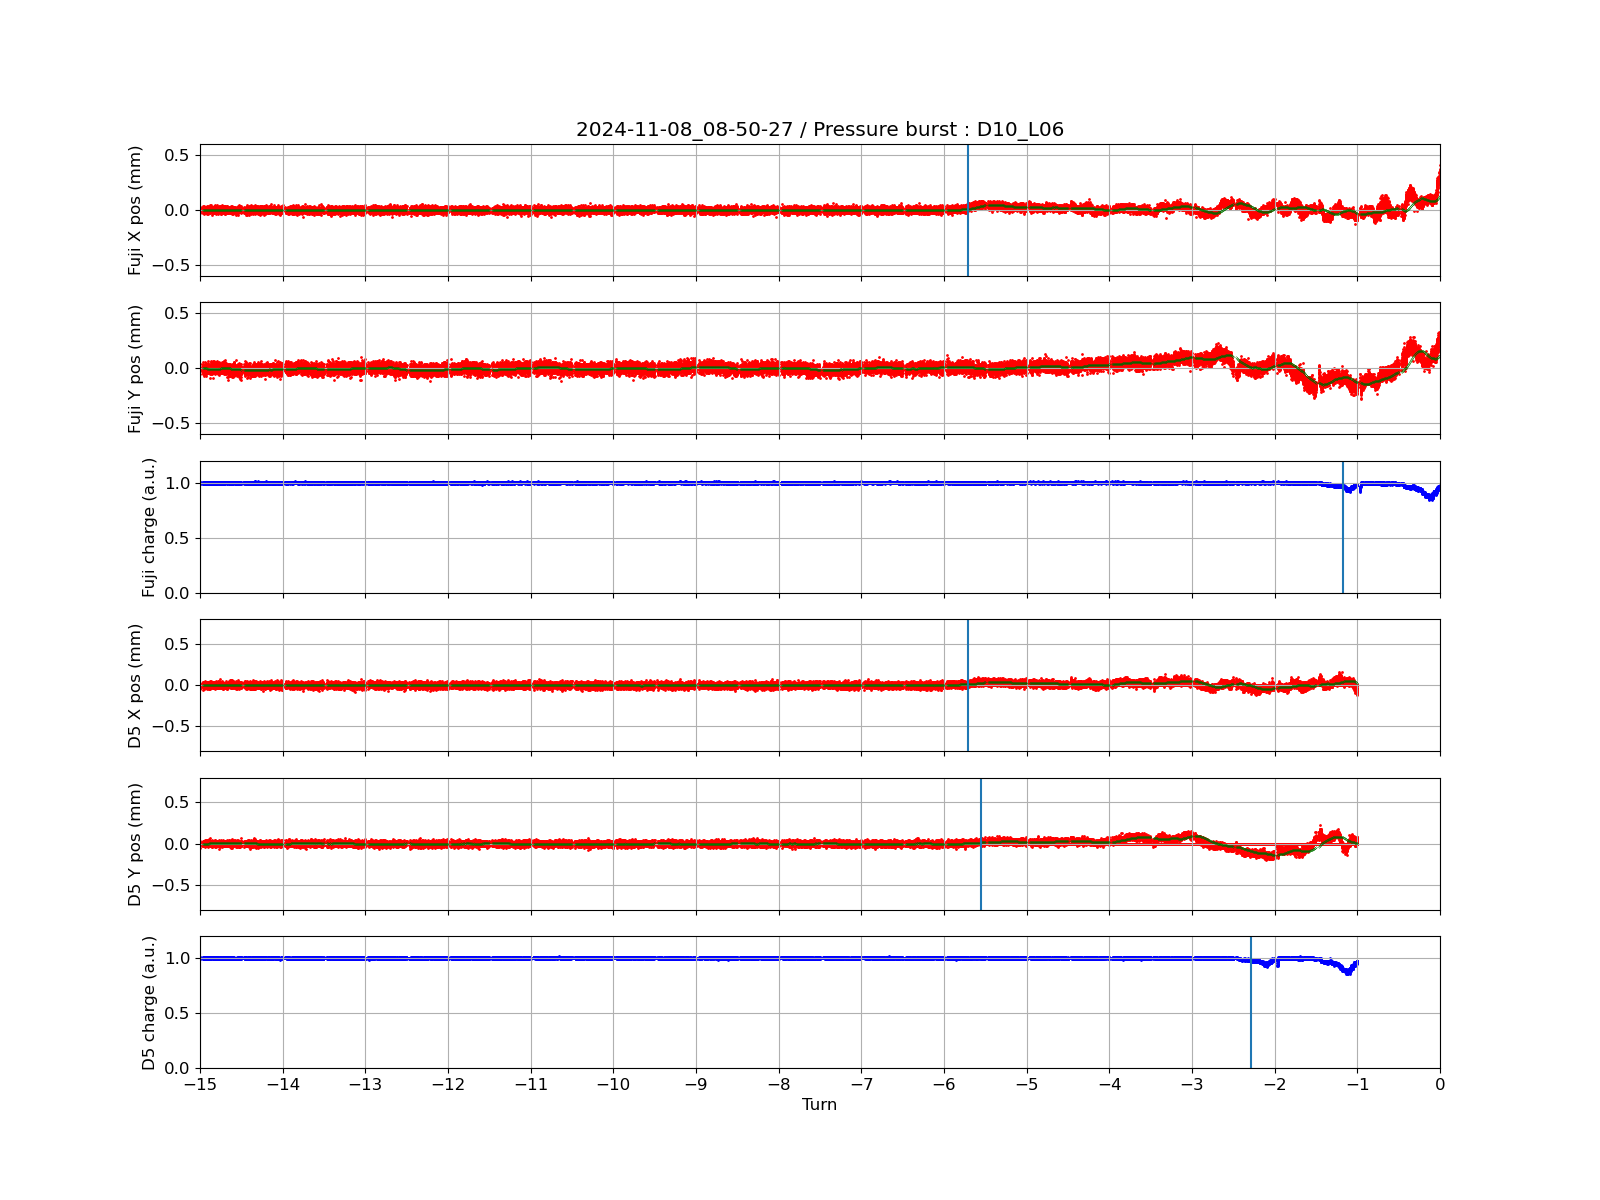 2024-11-08_08-50-27 / Pressure burst : D10_L06
Fuji X pos (mm)
0.5
0.0
−0.5
Fuji Y pos (mm)
0.5
0.0
−0.5
Fuji charge (a.u.)
1.0
0.5
0.0
D5 X pos (mm)
0.5
0.0
−0.5
D5 Y pos (mm)
0.5
0.0
−0.5
D5 charge (a.u.)
1.0
0.5
0.0
−15 −14 −13 −12 −11 −10 −9 −8 −7 −6 −5 −4 −3 −2 −1 0
Turn